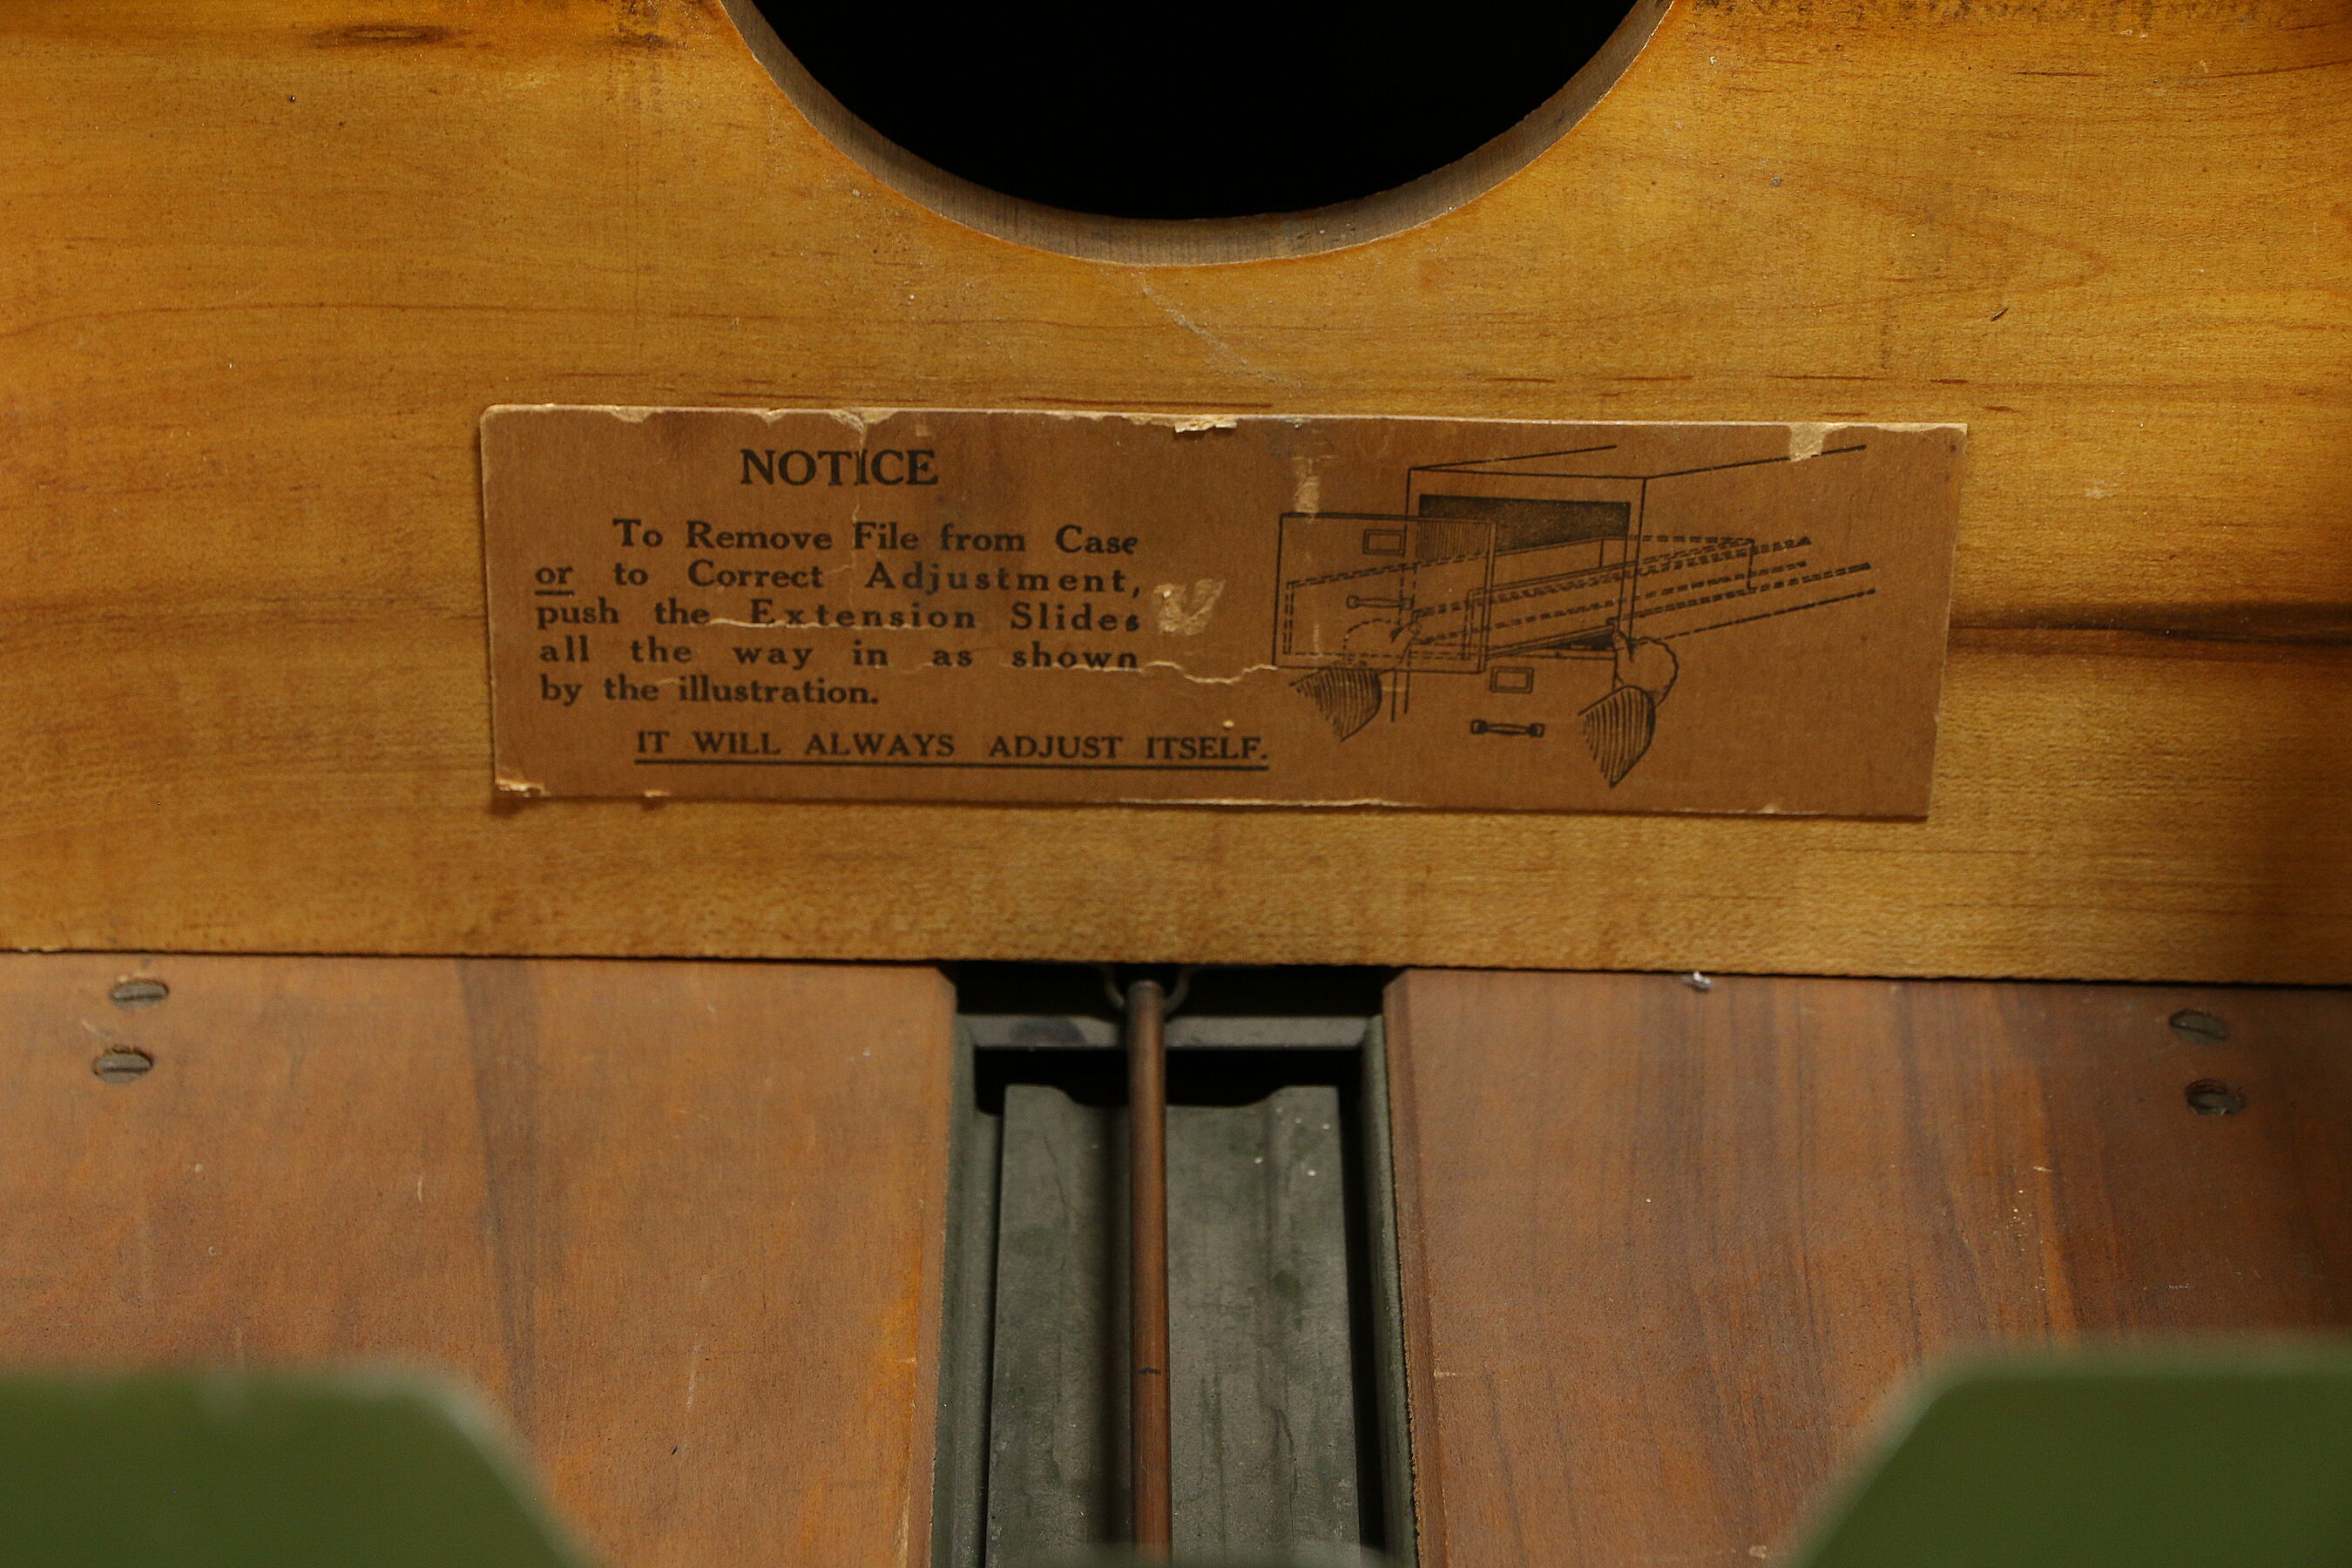 NOTICE
To Remove File from Case
or to Correct Adjustment,
push the Extension Slides
all the way in as shown
by the illustration.
IT WILL ALWAYS ADJUST ITSELF.